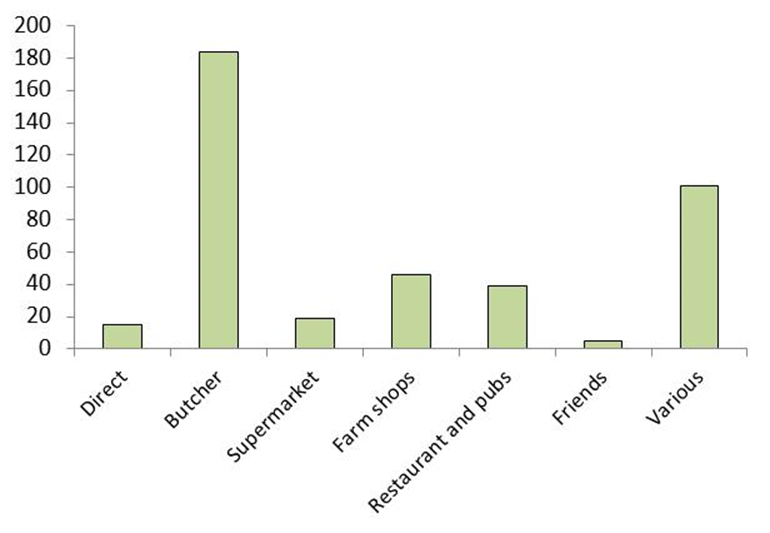 200
180
160
140
120
100
80
60
40
20
0
Direct
Butcher
Supermarket
Farm shops
Restaurant and pubs
Friends
Various